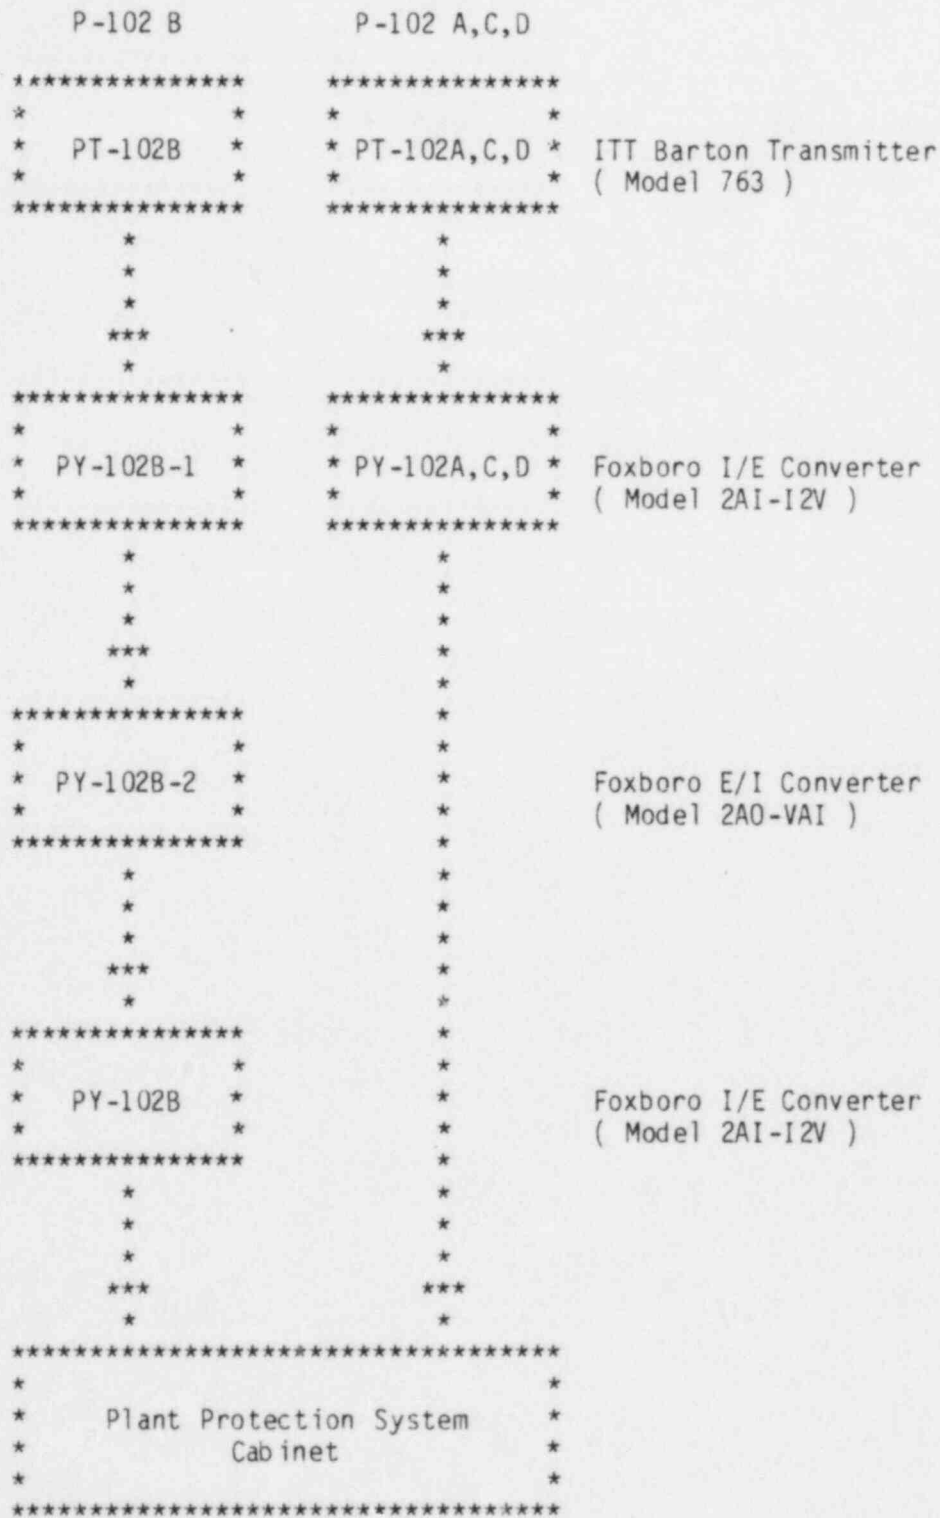 P-102 B P-102 A,C,D
PT-102B PT-102A,C,D ITT Barton Transmitter
( Model 763 )
PY-102B-1 PY-102A,C,D Foxboro I/E Converter
( Model 2AI-I2V )
PY-102B-2 Foxboro E/I Converter
( Model 2AO-VAI )
PY-102B Foxboro I/E Converter
( Model 2AI-I2V )
Plant Protection System
Cabinet